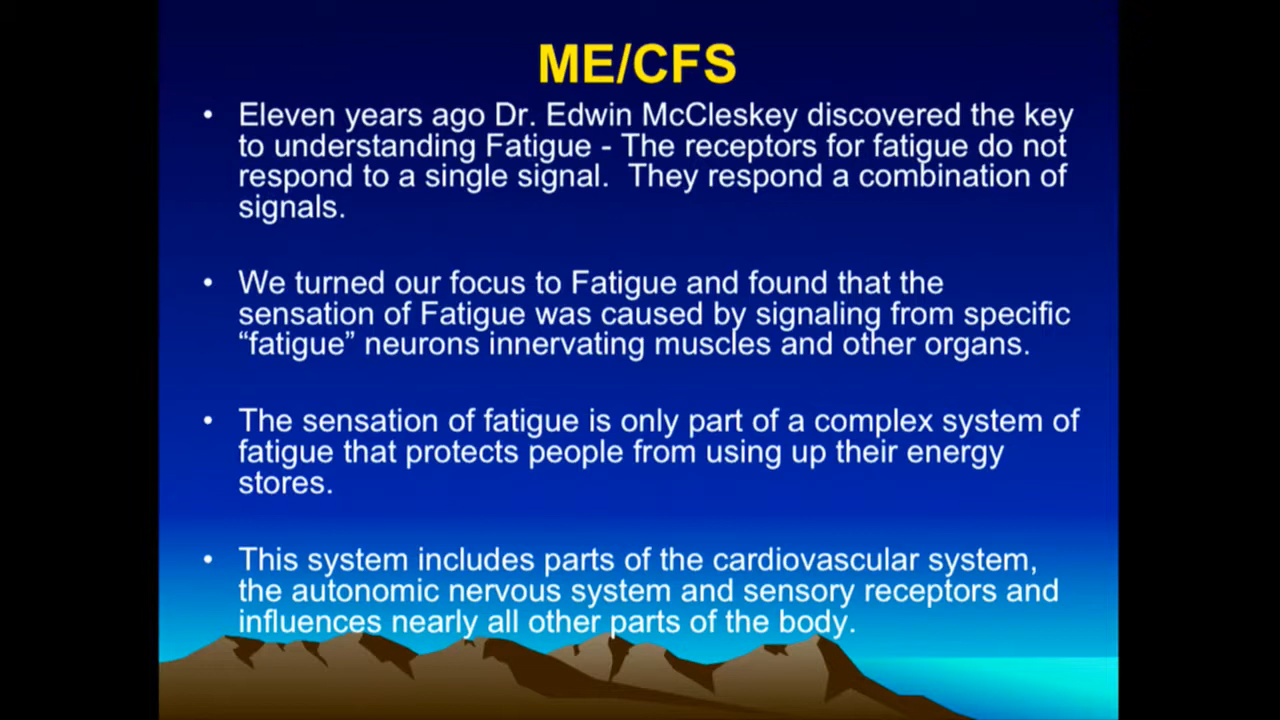 ME/CFS
• Eleven years ago Dr. Edwin McCleskey discovered the key
to understanding Fatigue - The receptors for fatigue do not
respond to a single signal.  They respond a combination of
signals.
• We turned our focus to Fatigue and found that the
sensation of Fatigue was caused by signaling from specific
“fatigue” neurons innervating muscles and other organs.
• The sensation of fatigue is only part of a complex system of
fatigue that protects people from using up their energy
stores.
• This system includes parts of the cardiovascular system,
the autonomic nervous system and sensory receptors and
influences nearly all other parts of the body.